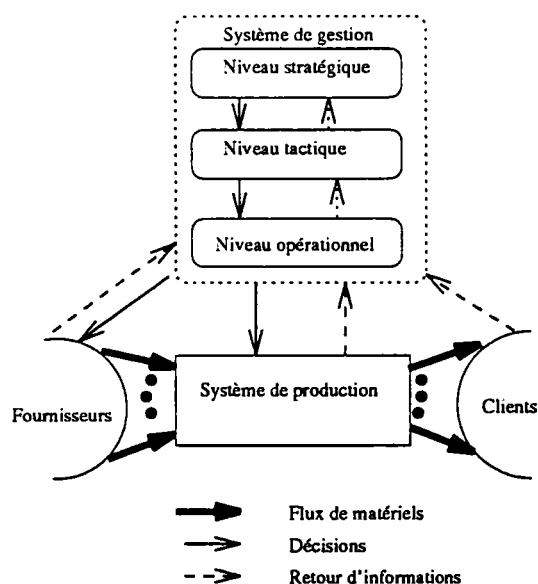 Système de gestion
Niveau stratégique
Niveau tactique
Niveau opérationnel
Système de production
Fournisseurs
Clients
Flux de matériels
Décisions
Retour d'informations